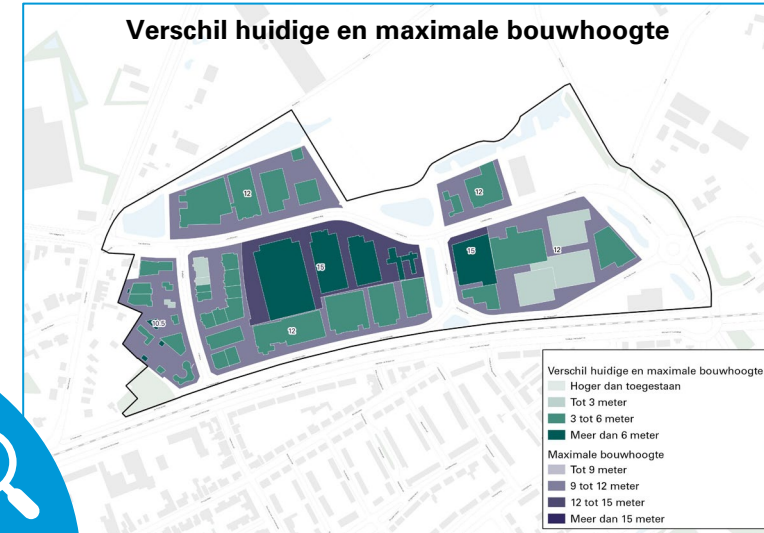 Verschil huidige en maximale bouwhoogte
12
12
15
15
12
10.5
12
Verschil huidige en maximale bouwhoogte
Hoger dan toegestaan
Tot 3 meter
3 tot 6 meter
Meer dan 6 meter
Maximale bouwhoogte
Tot 9 meter
9 tot 12 meter
12 tot 15 meter
Meer dan 15 meter